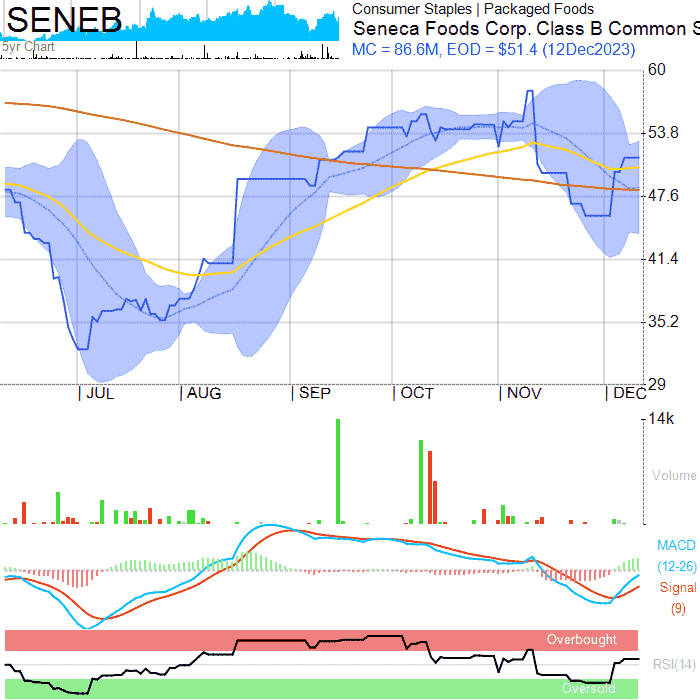 SENEB
Consumer Staples | Packaged Foods
Seneca Foods Corp. Class B Common S
MC = 86.6M, EOD = $51.4 (12Dec2023)
5yr Chart
60
53.8
47.6
41.4
35.2
29
| JUL | AUG | SEP | OCT | NOV | DEC
14k
Volume
MACD
(12-26)
Signal
(9)
Overbought
RSI(14)
Oversold